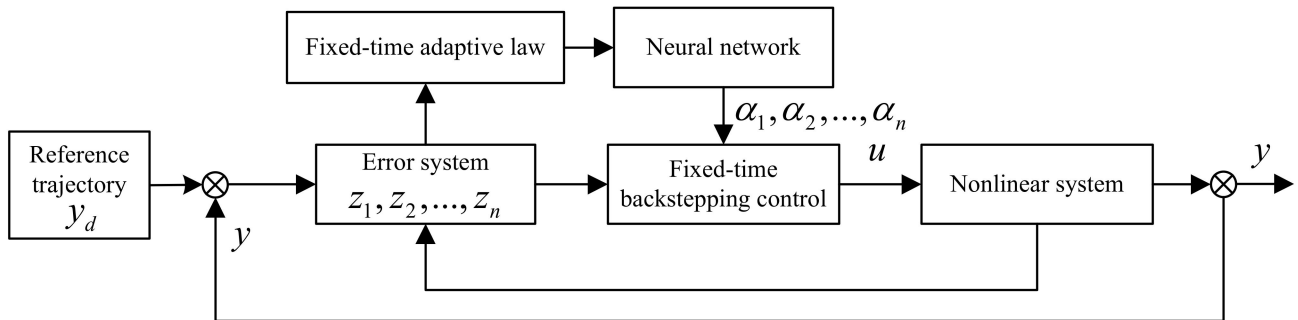 Fixed-time adaptive law
Neural network
α₁, α₂, ..., αₙ
Reference
trajectory
y_d
Error system
z₁, z₂, ..., zₙ
Fixed-time
backstepping control
u
Nonlinear system
y
y